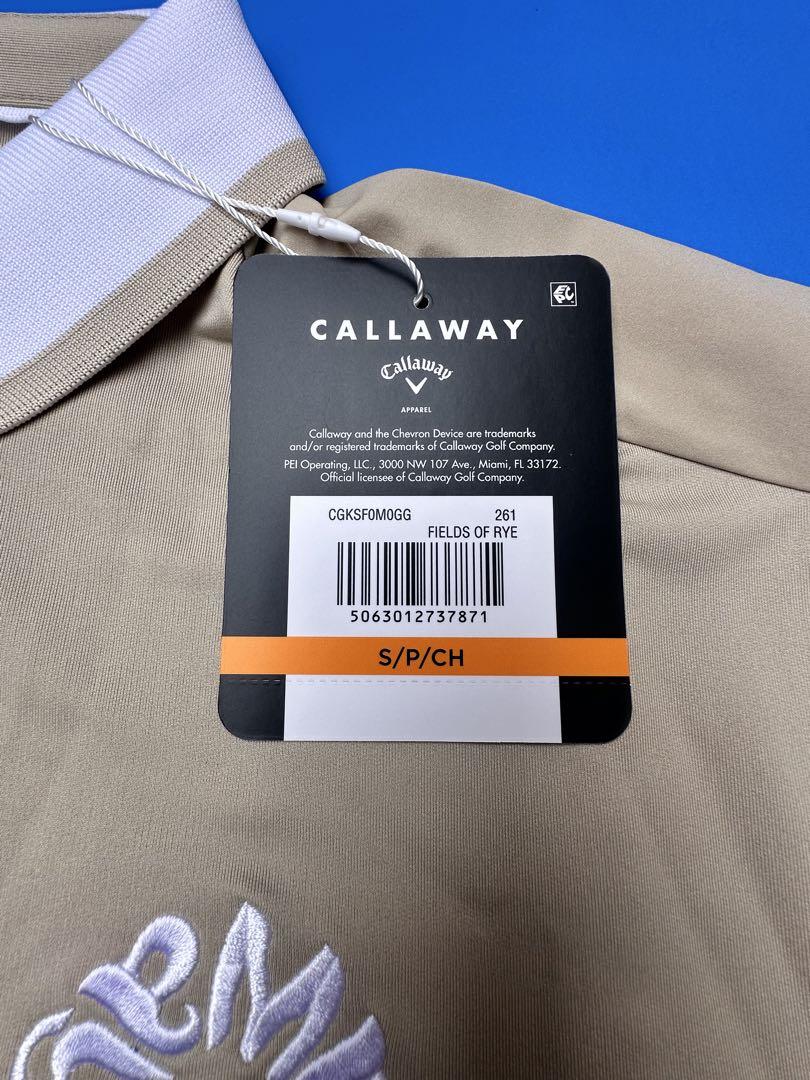 CALLAWAY
Callaway
APPAREL
Callaway and the Chevron Device are trademarks
and/or registered trademarks of Callaway Golf Company.
PEI Operating, LLC., 3000 NW 107 Ave., Miami, FL 33172.
Official licensee of Callaway Golf Company.
CGKSF0M0GG 261
FIELDS OF RYE
5063012737871
S/P/CH